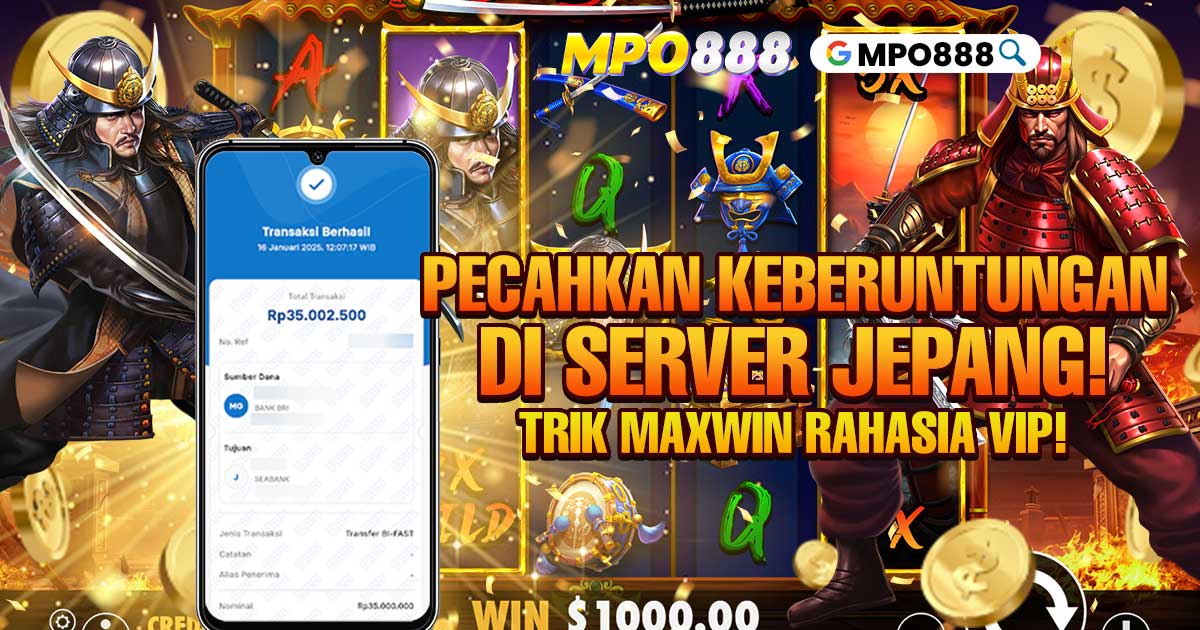 MPO888
MPO888
A
5X
X
Q
Transaksi Berhasil
16 Januari 2025, 12:07:17 WIB
Total Transaksi
Rp35.002.500
No. Ref
Sumber Dana
MO
BANK BRI
Tujuan
J
SEABANK
Jenis Transaksi Transfer BI-FAST
Catatan -
Alias Penerima -
Nominal Rp35.000.000
PECAHKAN KEBERUNTUNGAN
DI SERVER JEPANG!
TRIK MAXWIN RAHASIA VIP!
X
Q
X
WIN $1000.00